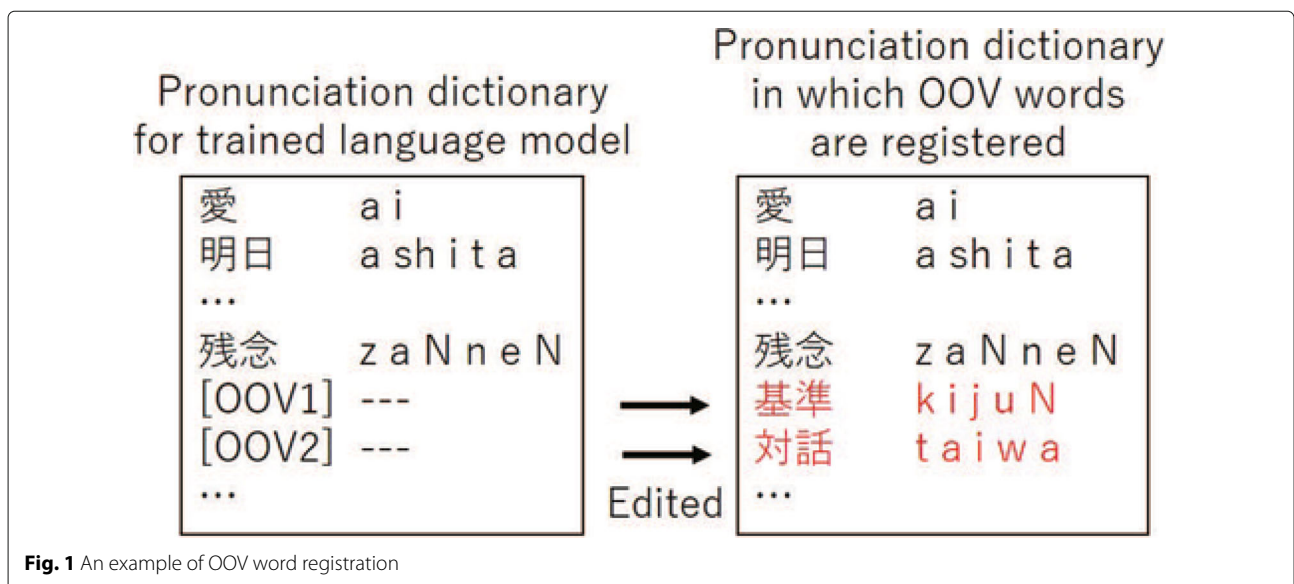 Pronunciation dictionary
for trained language model
愛 a i
明日 a sh i t a
…
残念 z a N n e N
[OOV1] ---
[OOV2] ---
…
Edited
Pronunciation dictionary
in which OOV words
are registered
愛 a i
明日 a sh i t a
…
残念 z a N n e N
基準 k i j u N
対話 t a i w a
…
Fig. 1 An example of OOV word registration